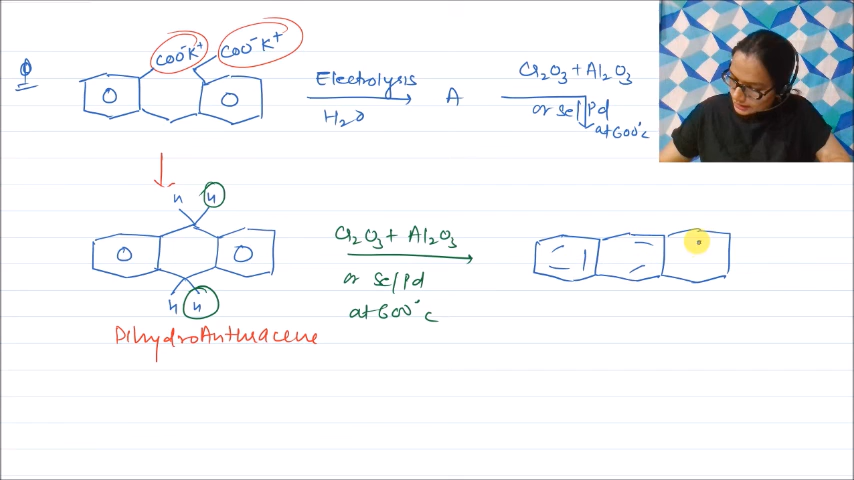 Q
COO⁻K⁺ COO⁻K⁺
Electrolysis
H₂O
A
Cr₂O₃ + Al₂O₃
or Se/Pd
at 600°C
H H
H H
DihydroAnthracene
Cr₂O₃ + Al₂O₃
or Se/Pd
at 600°C